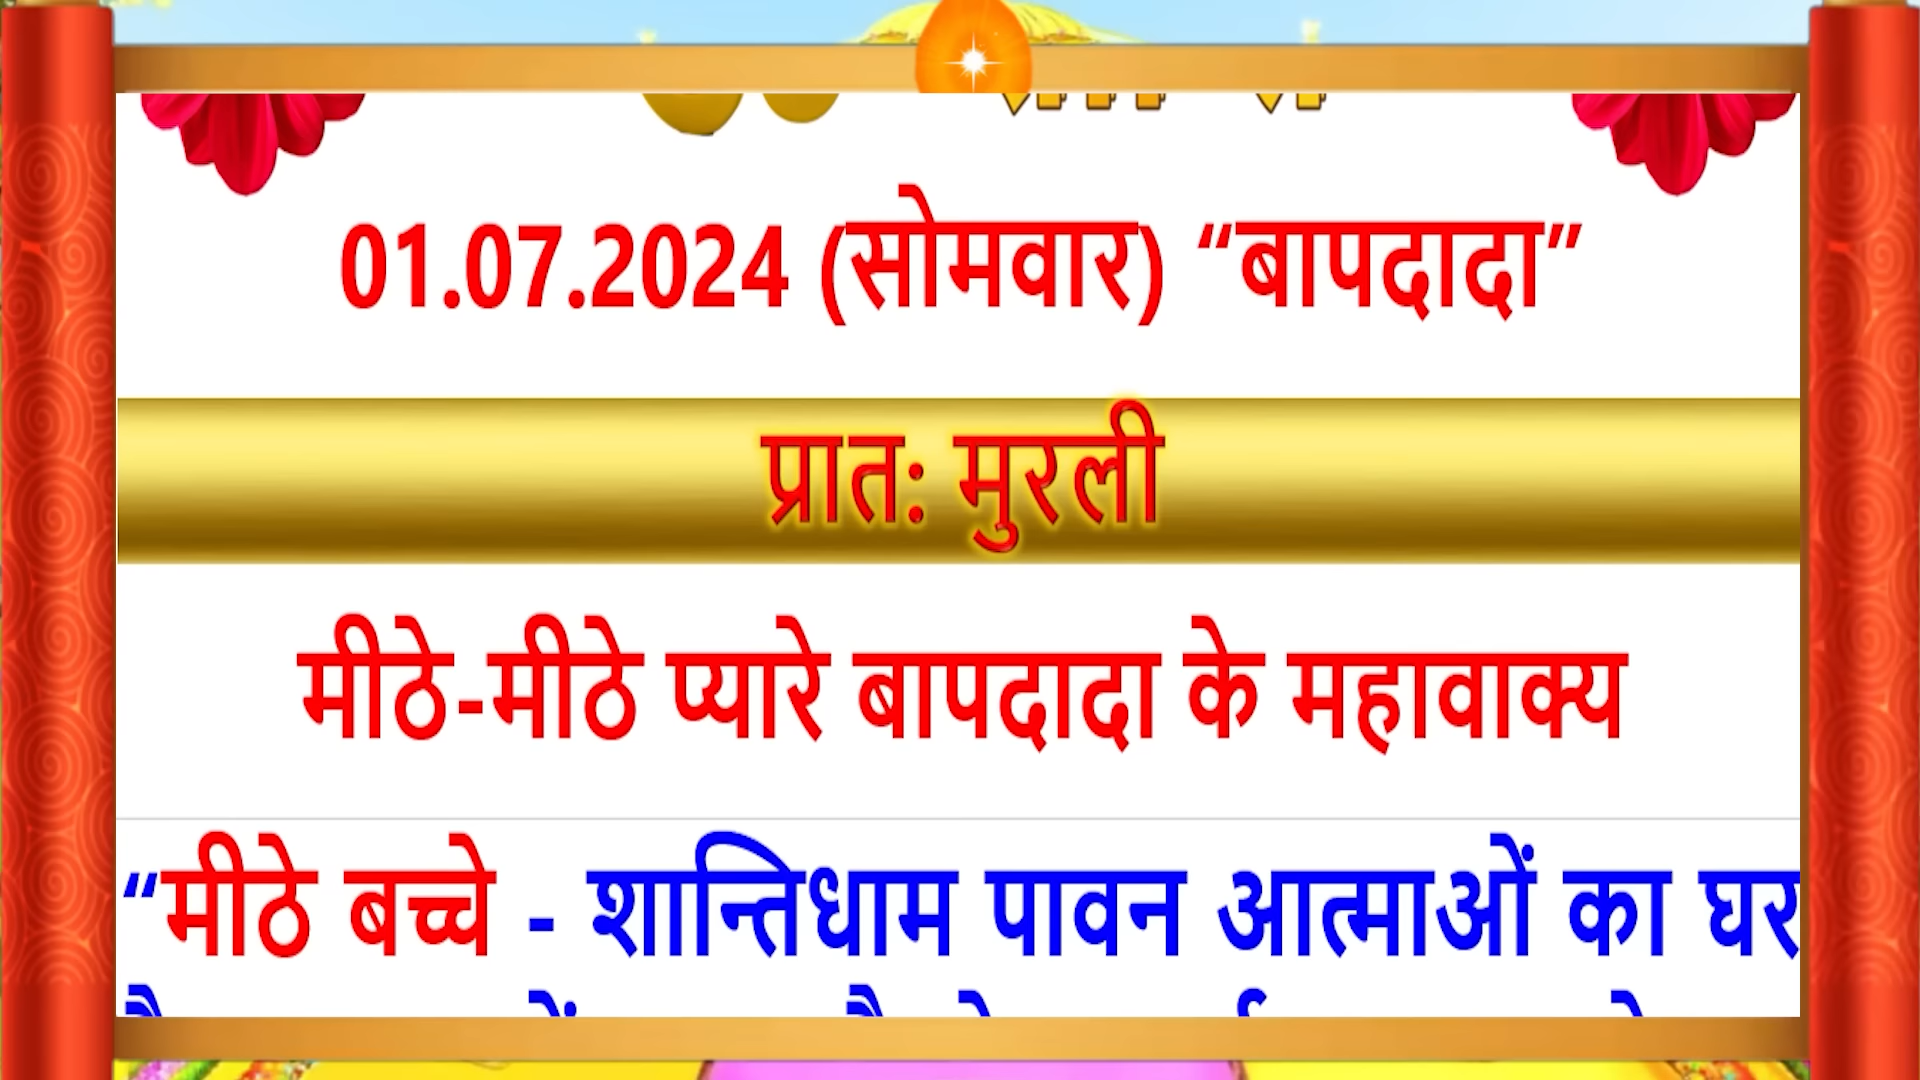 01.07.2024 (सोमवार) “बापदादा”
प्रात: मुरली
मीठे-मीठे प्यारे बापदादा के महावाक्य
“मीठे बच्चे - शान्तिधाम पावन आत्माओं का घर